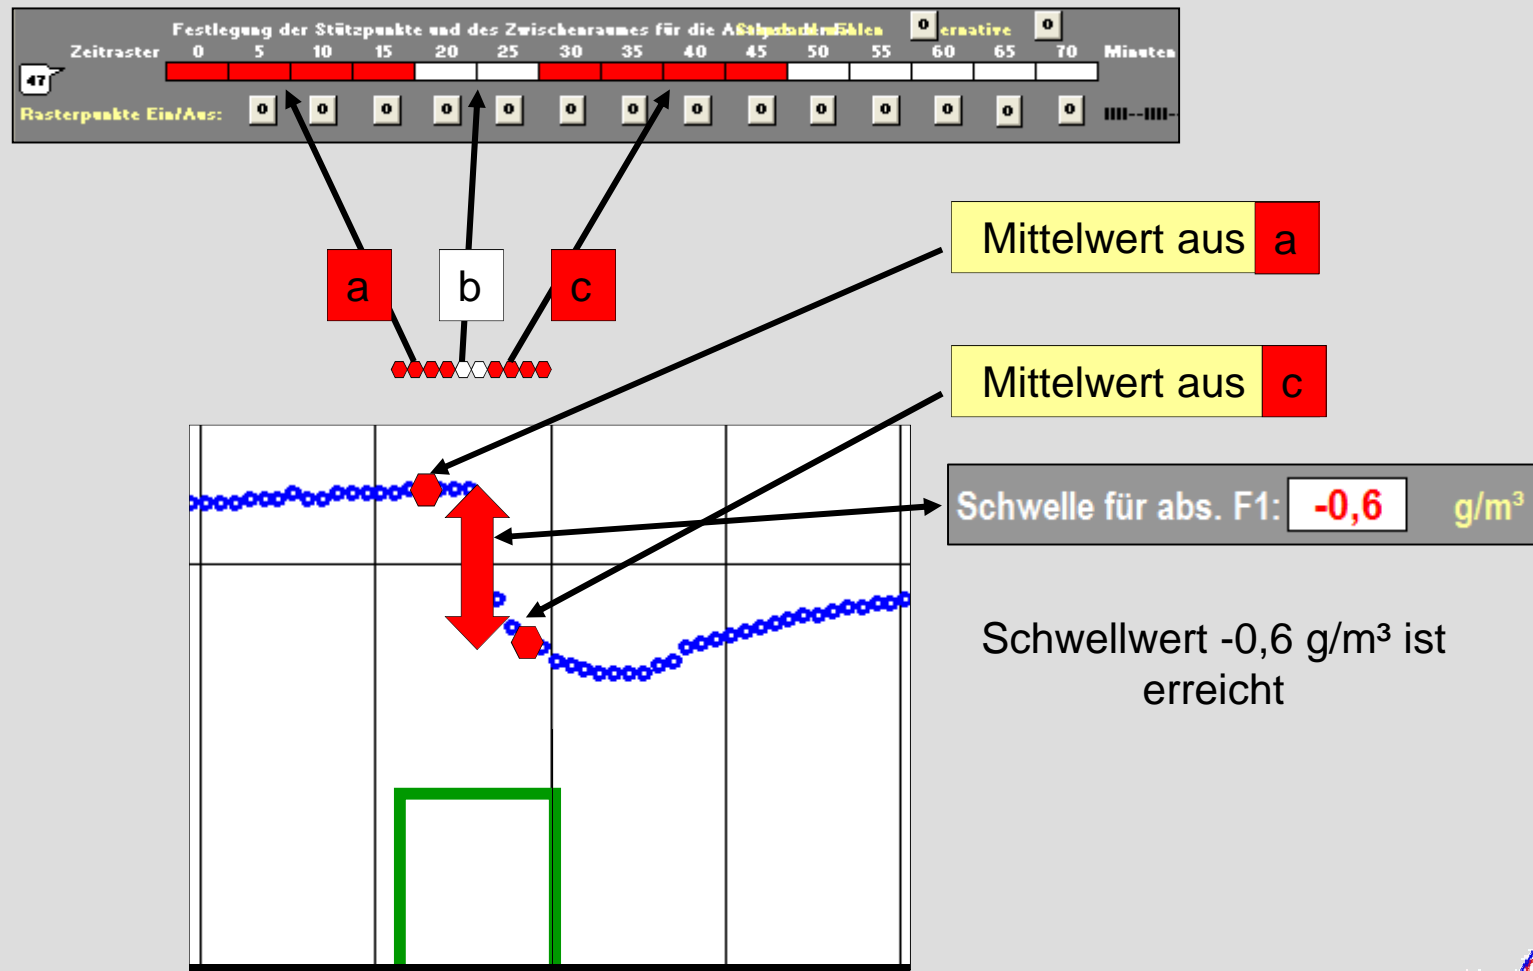 Festlegung der Stützpunkte und des Zwischenraumes für die
Zeitraster 0 5 10 15 20 25 30 35 40 45 50 55 60 65 70 Minuten
47
Rasterpunkte Ein/Aus: 0 0 0 0 0 0 0 0 0 0 0 0 0 0 IIII--IIII-
a b c
Mittelwert aus a
Mittelwert aus c
Schwelle für abs. F1: -0,6 g/m³
Schwellwert -0,6 g/m³ ist
erreicht